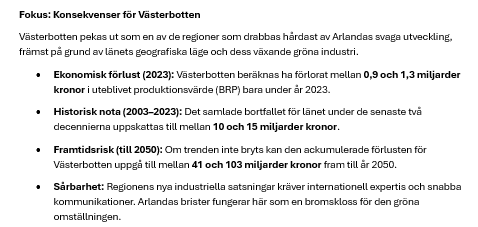 Fokus: Konsekvenser för Västerbotten
Västerbotten pekas ut som en av de regioner som drabbas hårdast av Arlandas svaga utveckling,
främst på grund av länets geografiska läge och dess växande gröna industri.
• Ekonomisk förlust (2023): Västerbotten beräknas ha förlorat mellan 0,9 och 1,3 miljarder
kronor i uteblivet produktionsvärde (BRP) bara under år 2023.
• Historisk nota (2003–2023): Det samlade bortfallet för länet under de senaste två
decennierna uppskattas till mellan 10 och 15 miljarder kronor.
• Framtidsrisk (till 2050): Om trenden inte bryts kan den ackumulerade förlusten för
Västerbotten uppgå till mellan 41 och 103 miljarder kronor fram till år 2050.
• Sårbarhet: Regionens nya industriella satsningar kräver internationell expertis och snabba
kommunikationer. Arlandas brister fungerar här som en bromskloss för den gröna
omställningen.